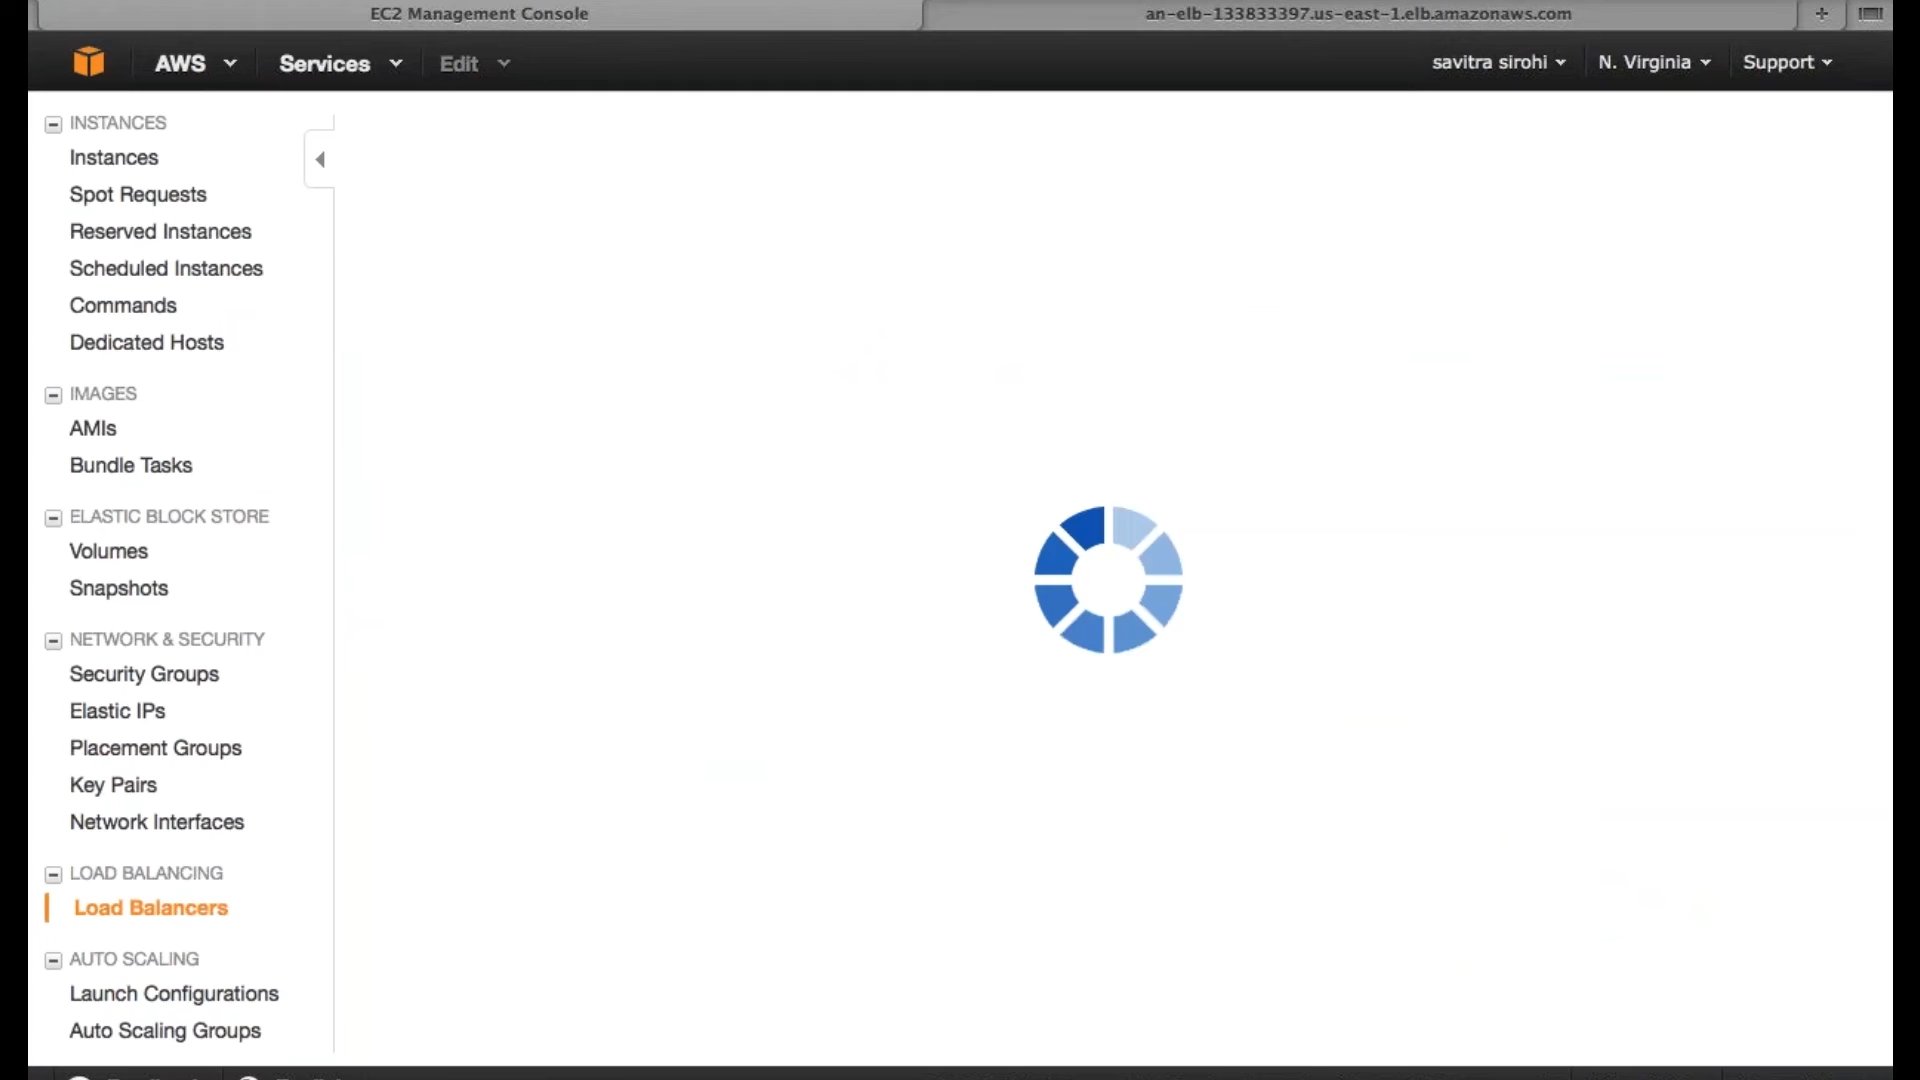 EC2 Management Console
an-elb-133833397.us-east-1.elb.amazonaws.com
AWS Services Edit savitra sirohi N. Virginia Support
INSTANCES
Instances
Spot Requests
Reserved Instances
Scheduled Instances
Commands
Dedicated Hosts
IMAGES
AMIs
Bundle Tasks
ELASTIC BLOCK STORE
Volumes
Snapshots
NETWORK & SECURITY
Security Groups
Elastic IPs
Placement Groups
Key Pairs
Network Interfaces
LOAD BALANCING
Load Balancers
AUTO SCALING
Launch Configurations
Auto Scaling Groups